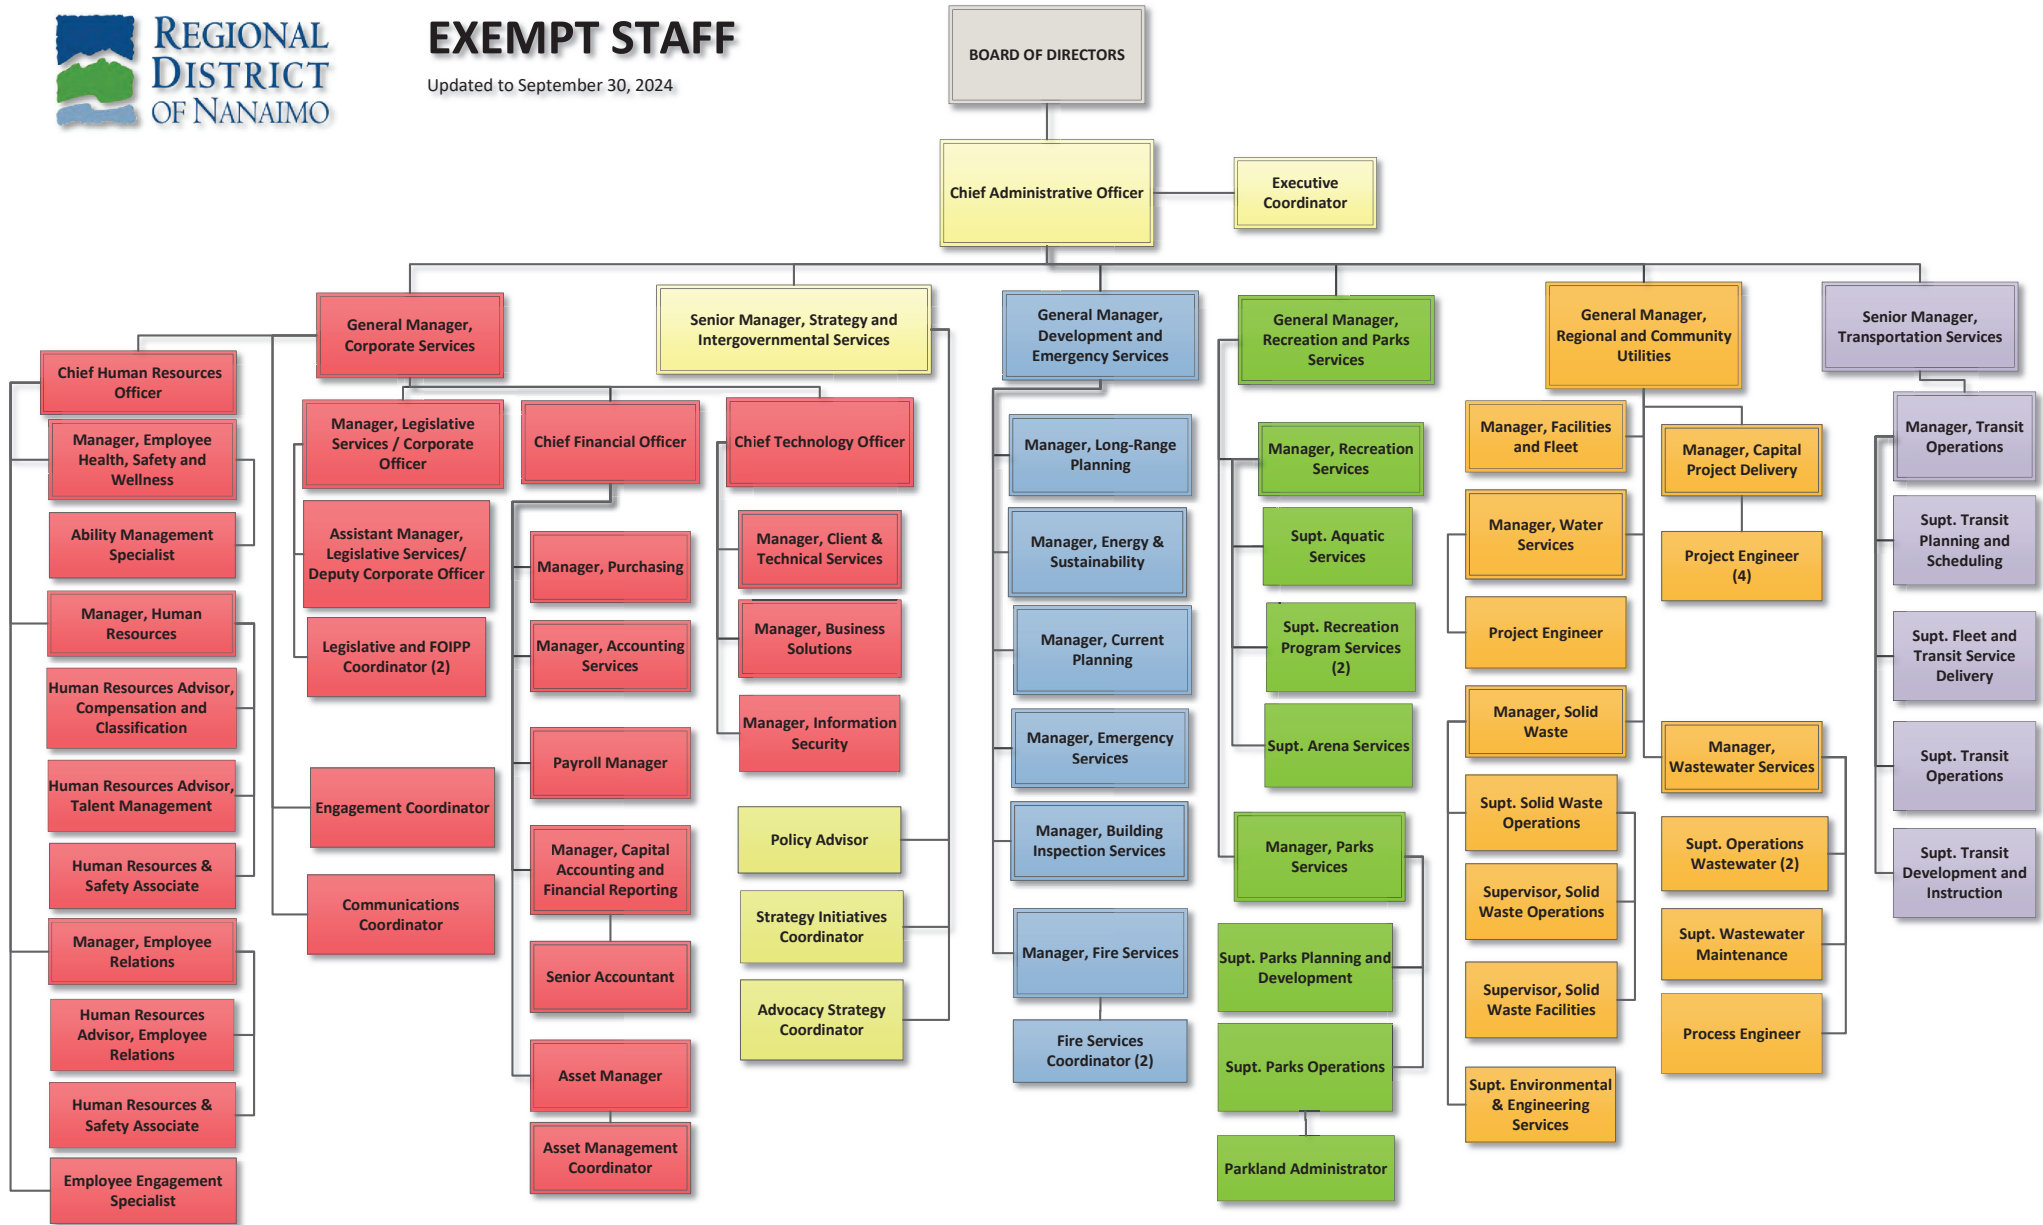 REGIONAL
DISTRICT
OF NANAIMO
EXEMPT STAFF
Updated to September 30, 2024
BOARD OF DIRECTORS
Chief Administrative Officer
Executive
Coordinator
General Manager,
Corporate Services
Chief Human Resources
Officer
Manager, Employee
Health, Safety and
Wellness
Ability Management
Specialist
Manager, Human
Resources
Human Resources Advisor,
Compensation and
Classification
Human Resources Advisor,
Talent Management
Human Resources &
Safety Associate
Manager, Employee
Relations
Human Resources
Advisor, Employee
Relations
Human Resources &
Safety Associate
Employee Engagement
Specialist
Manager, Legislative
Services / Corporate
Officer
Assistant Manager,
Legislative Services/
Deputy Corporate Officer
Legislative and FOIPP
Coordinator (2)
Engagement Coordinator
Communications
Coordinator
Chief Financial Officer
Manager, Purchasing
Manager, Accounting
Services
Payroll Manager
Manager, Capital
Accounting and
Financial Reporting
Senior Accountant
Asset Manager
Asset Management
Coordinator
Chief Technology Officer
Manager, Client &
Technical Services
Manager, Business
Solutions
Manager, Information
Security
Senior Manager, Strategy and
Intergovernmental Services
Policy Advisor
Strategy Initiatives
Coordinator
Advocacy Strategy
Coordinator
General Manager,
Development and
Emergency Services
Manager, Long-Range
Planning
Manager, Energy &
Sustainability
Manager, Current
Planning
Manager, Emergency
Services
Manager, Building
Inspection Services
Manager, Fire Services
Fire Services
Coordinator (2)
General Manager,
Recreation and Parks
Services
Manager, Recreation
Services
Supt. Aquatic
Services
Supt. Recreation
Program Services
(2)
Supt. Arena Services
Manager, Parks
Services
Supt. Parks Planning and
Development
Supt. Parks Operations
Parkland Administrator
General Manager,
Regional and Community
Utilities
Manager, Facilities
and Fleet
Manager, Water
Services
Project Engineer
Manager, Solid
Waste
Supt. Solid Waste
Operations
Supervisor, Solid
Waste Operations
Supervisor, Solid
Waste Facilities
Supt. Environmental
& Engineering
Services
Manager, Capital
Project Delivery
Project Engineer
(4)
Manager,
Wastewater Services
Supt. Operations
Wastewater (2)
Supt. Wastewater
Maintenance
Process Engineer
Senior Manager,
Transportation Services
Manager, Transit
Operations
Supt. Transit
Planning and
Scheduling
Supt. Fleet and
Transit Service
Delivery
Supt. Transit
Operations
Supt. Transit
Development and
Instruction